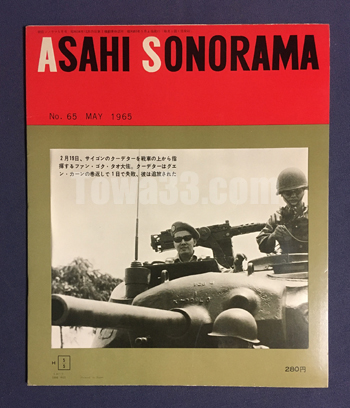 ASAHI SONORAMA
No. 65 MAY 1965
Towa33.com
2月19日、サイゴンのクーデターを戦車の上から指
揮するファン・ゴク・タオ大佐。クーデターはグエ
ン・カーンの巻返しで1日で失敗、彼は追放された
280円